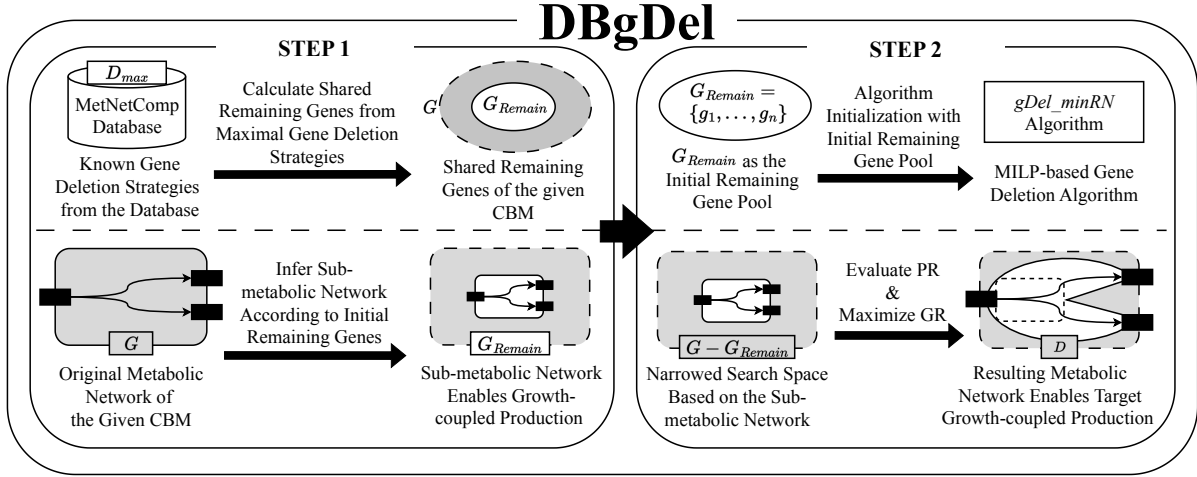 DBgDel
STEP 1
D_max
MetNetComp
Database
Known Gene
Deletion Strategies
from the Database
Calculate Shared
Remaining Genes from
Maximal Gene Deletion
Strategies
G
G_Remain
Shared Remaining
Genes of the given
CBM
G
Original Metabolic
Network of
the Given CBM
Infer Sub-
metabolic Network
According to Initial
Remaining Genes
G_Remain
Sub-metabolic Network
Enables Growth-
coupled Production
STEP 2
G_Remain =
{g_1, . . . , g_n}
G_Remain as the
Initial Remaining
Gene Pool
Algorithm
Initialization with
Initial Remaining
Gene Pool
gDel_minRN
Algorithm
MILP-based Gene
Deletion Algorithm
G − G_Remain
Narrowed Search Space
Based on the Sub-
metabolic Network
Evaluate PR
&
Maximize GR
D
Resulting Metabolic
Network Enables Target
Growth-coupled Production